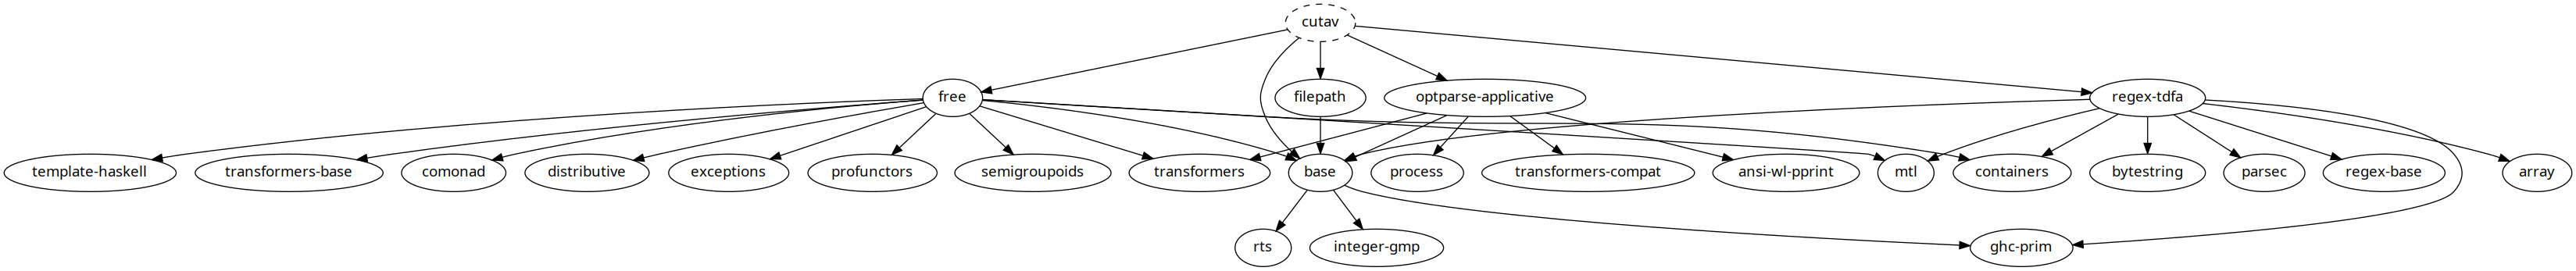 cutav
free
filepath
optparse-applicative
regex-tdfa
template-haskell
transformers-base
comonad
distributive
exceptions
profunctors
semigroupoids
transformers
base
process
transformers-compat
ansi-wl-pprint
mtl
containers
bytestring
parsec
regex-base
array
rts
integer-gmp
ghc-prim